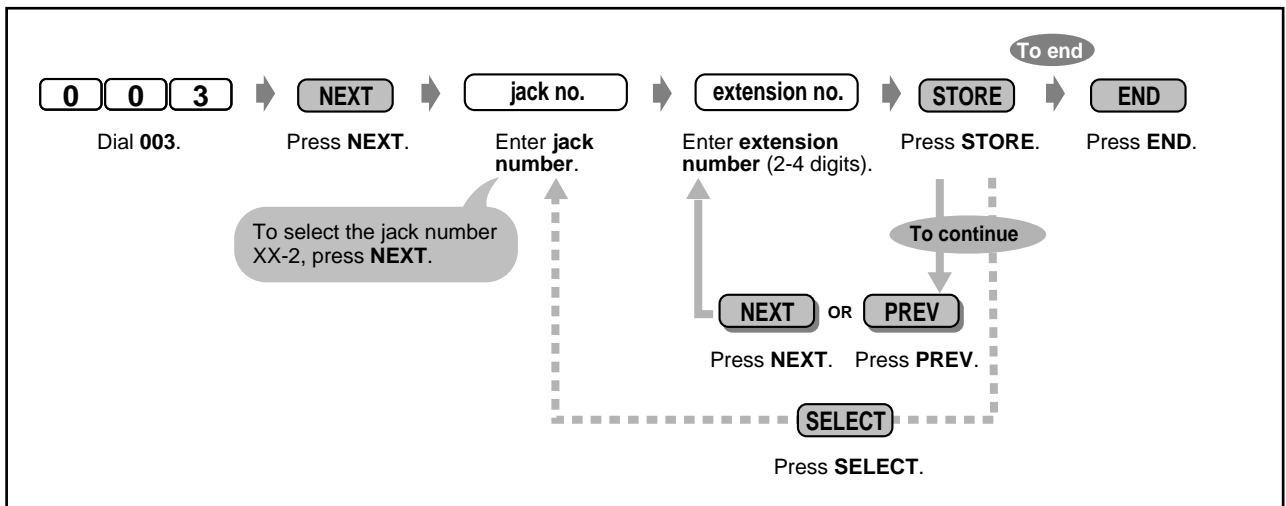 To end
0 0 3 NEXT jack no. extension no. STORE END
Dial 003. Press NEXT. Enter jack number. Enter extension number (2-4 digits). Press STORE. Press END.
To select the jack number
XX-2, press NEXT.
To continue
NEXT OR PREV
Press NEXT. Press PREV.
SELECT
Press SELECT.